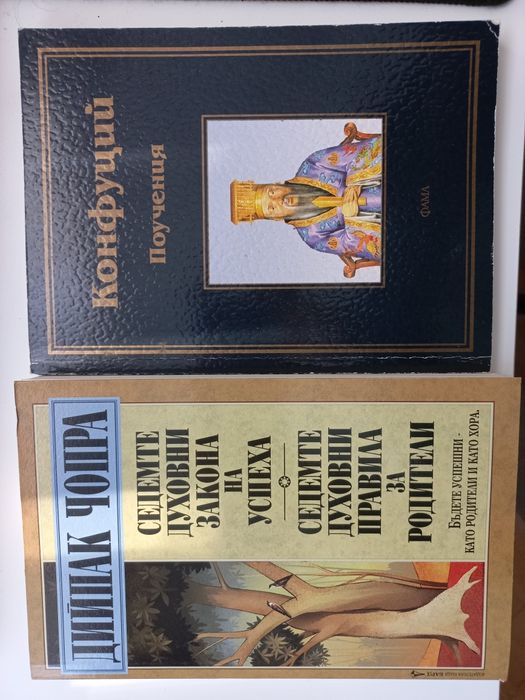 Конфуций
Поучения
ФАМА
ДИЙПАК ЧОПРА
СЕДЕМТЕ
ДУХОВНИ
ЗАКОНА
НА
УСПЕХА
СЕДЕМТЕ
ДУХОВНИ
ПРАВИЛА
ЗА
РОДИТЕЛИ
БЪДЕТЕ УСПЕШНИ -
КАТО РОДИТЕЛИ И КАТО ХОРА.